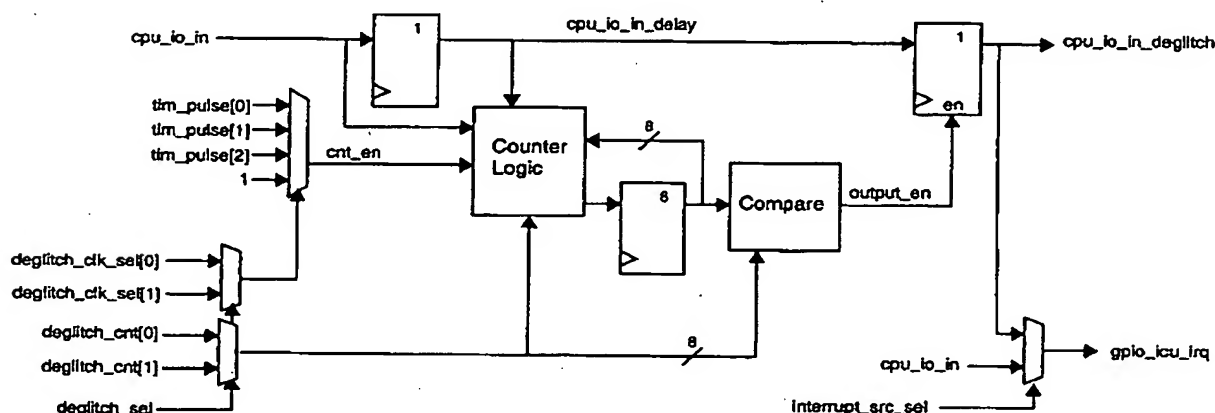 cpu_io_in
1
cpu_io_in_delay
1
cpu_io_in_deglitch
en
tim_pulse[0]
tim_pulse[1]
tim_pulse[2]
1
cnt_en
Counter
Logic
8
8
Compare
output_en
deglitch_clk_sel[0]
deglitch_clk_sel[1]
deglitch_cnt[0]
deglitch_cnt[1]
8
deglitch_sel
cpu_io_in
gpio_icu_irq
interrupt_src_sel